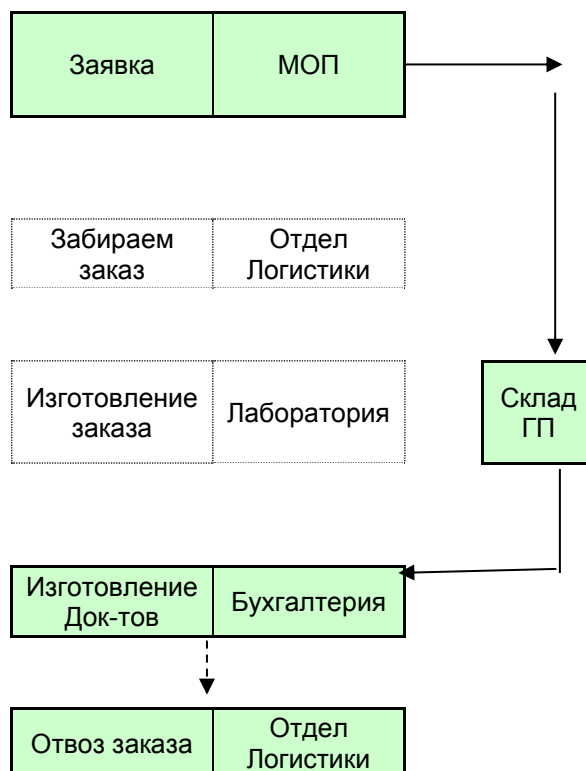 Заявка
МОП
Забираем
заказ
Отдел
Логистики
Изготовление
заказа
Лаборатория
Склад
ГП
Изготовление
Док-тов
Бухгалтерия
Отвоз заказа
Отдел
Логистики